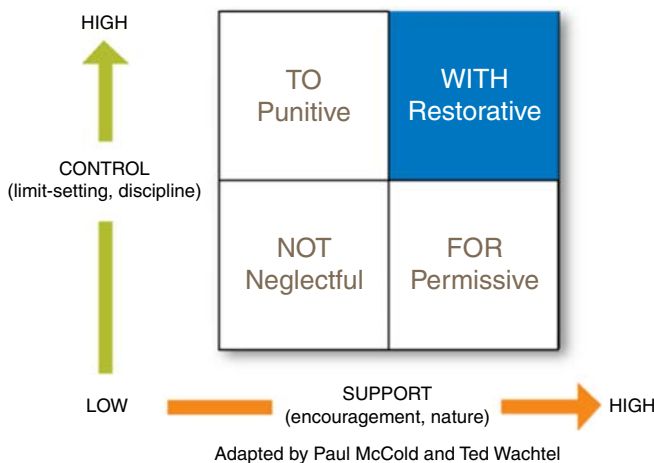 HIGH
TO
Punitive
WITH
Restorative
CONTROL
(limit-setting, discipline)
NOT
Neglectful
FOR
Permissive
LOW
SUPPORT
(encouragement, nature)
HIGH
Adapted by Paul McCold and Ted Wachtel